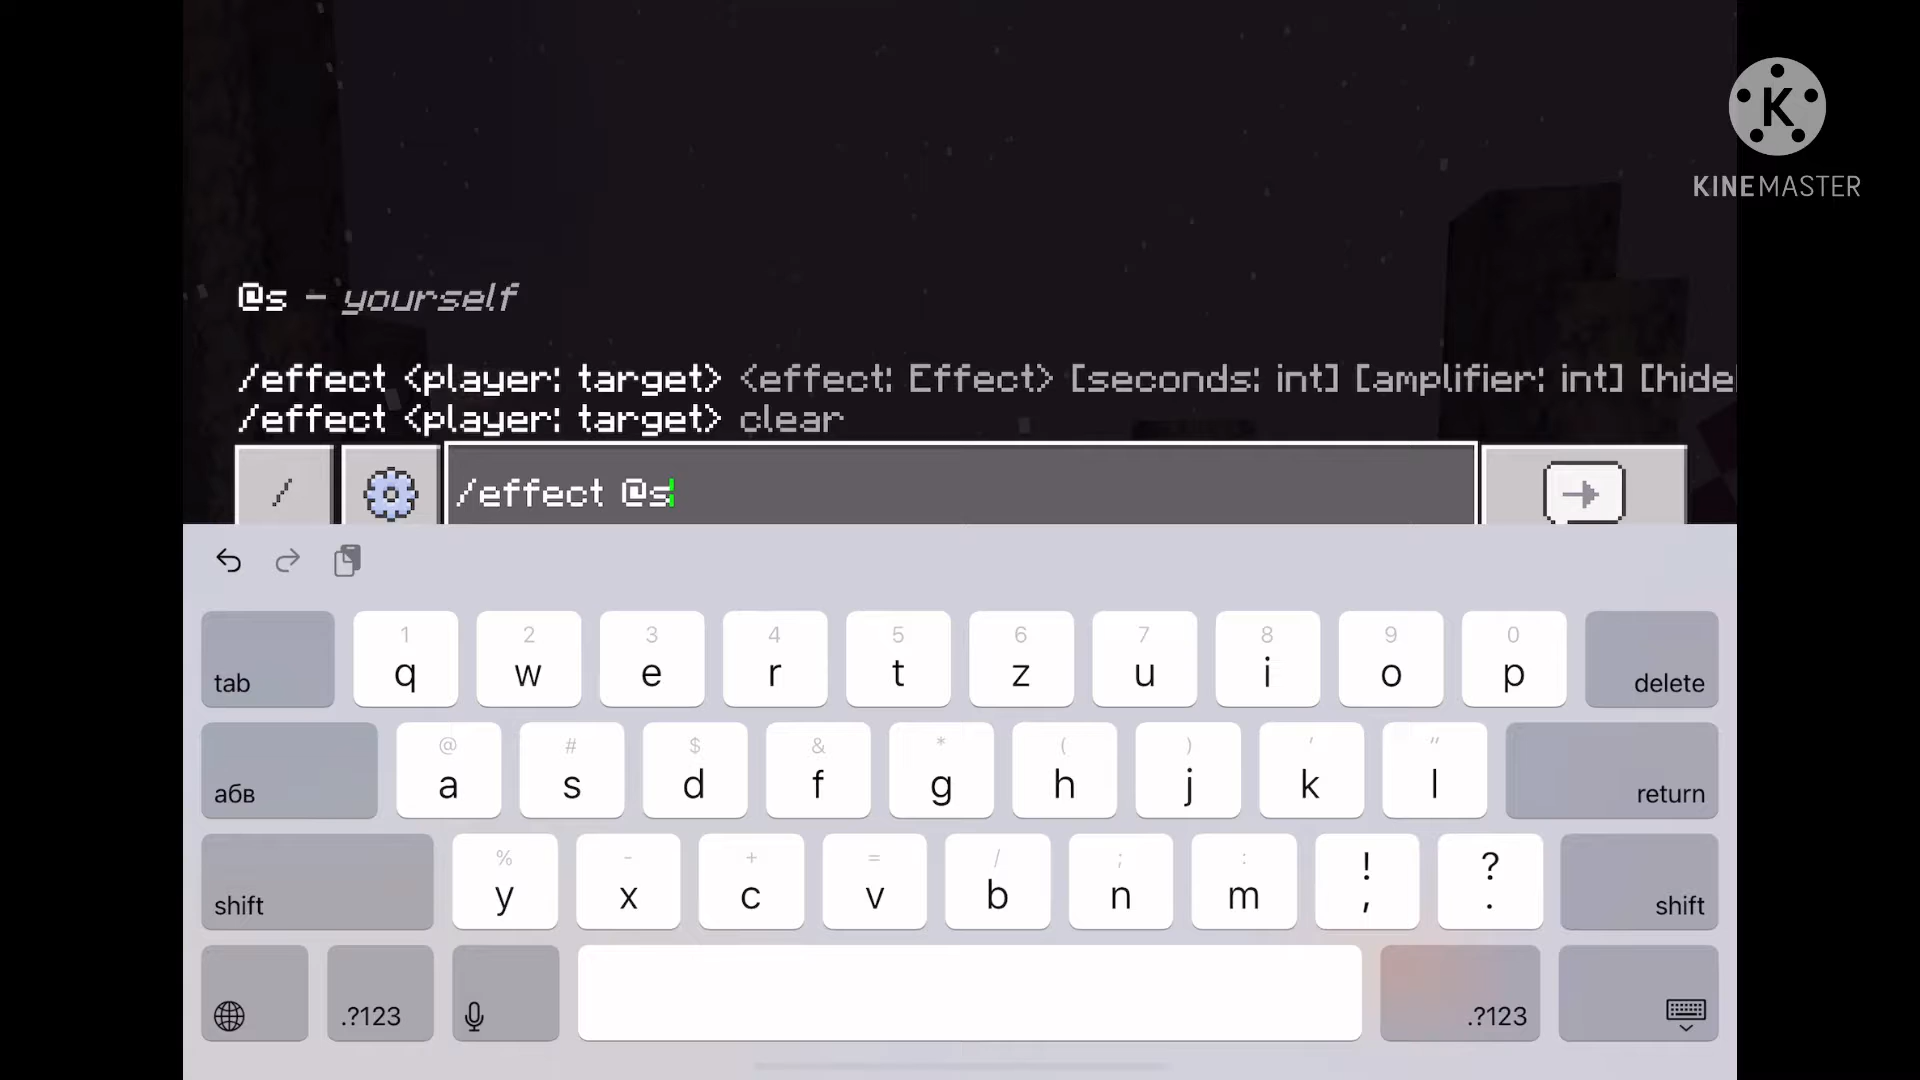 K
KINEMASTER
@s - yourself
/effect <player: target> <effect: Effect> [seconds: int] [amplifier: int] [hide
/effect <player: target> clear
/
/effect @s
tab
1 2 3 4 5 6 7 8 9 0
q w e r t z u i o p
delete
абв
@ # $ & * ( ) ' "
a s d f g h j k l
return
shift
% - + = / ; : ! ?
y x c v b n m , .
shift
.?123
.?123